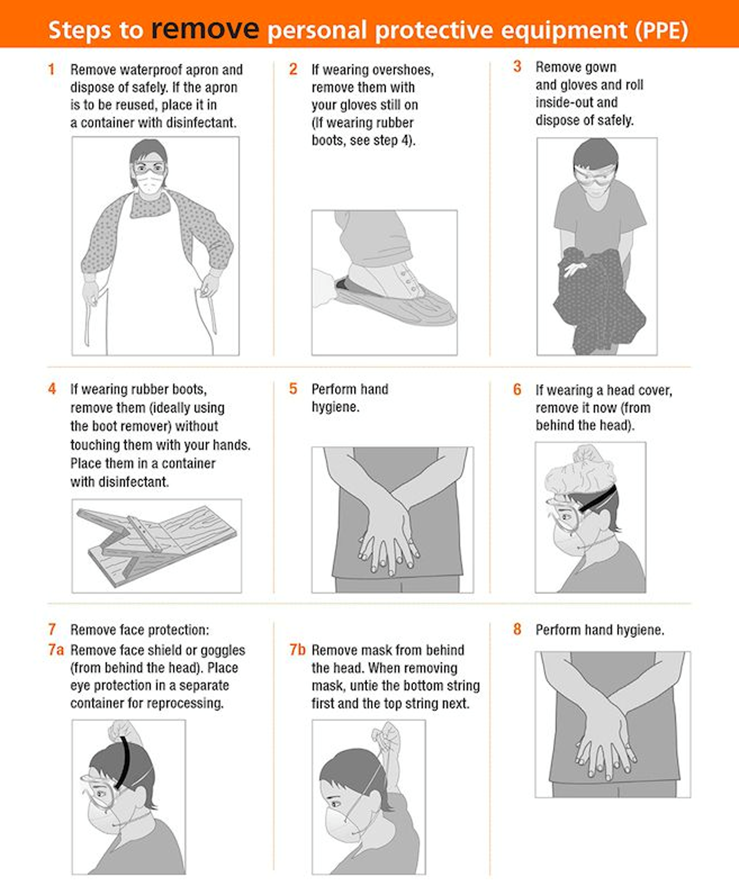 Steps to remove personal protective equipment (PPE)
1 Remove waterproof apron and
dispose of safely. If the apron
is to be reused, place it in
a container with disinfectant.
2 If wearing overshoes,
remove them with
your gloves still on
(If wearing rubber
boots, see step 4).
3 Remove gown
and gloves and roll
inside-out and
dispose of safely.
4 If wearing rubber boots,
remove them (ideally using
the boot remover) without
touching them with your hands.
Place them in a container
with disinfectant.
5 Perform hand
hygiene.
6 If wearing a head cover,
remove it now (from
behind the head).
7 Remove face protection:
7a Remove face shield or goggles
(from behind the head). Place
eye protection in a separate
container for reprocessing.
7b Remove mask from behind
the head. When removing
mask, untie the bottom string
first and the top string next.
8 Perform hand hygiene.